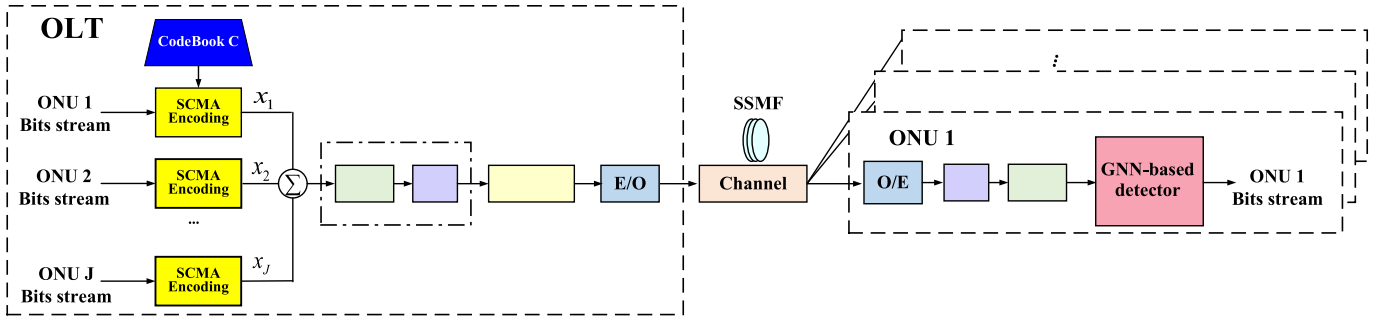 OLT
CodeBook C
ONU 1
Bits stream
SCMA
Encoding
x₁
ONU 2
Bits stream
SCMA
Encoding
x₂
...
ONU J
Bits stream
SCMA
Encoding
x_J
Σ
E/O
SSMF
Channel
⋮
ONU 1
O/E
GNN-based
detector
ONU 1
Bits stream